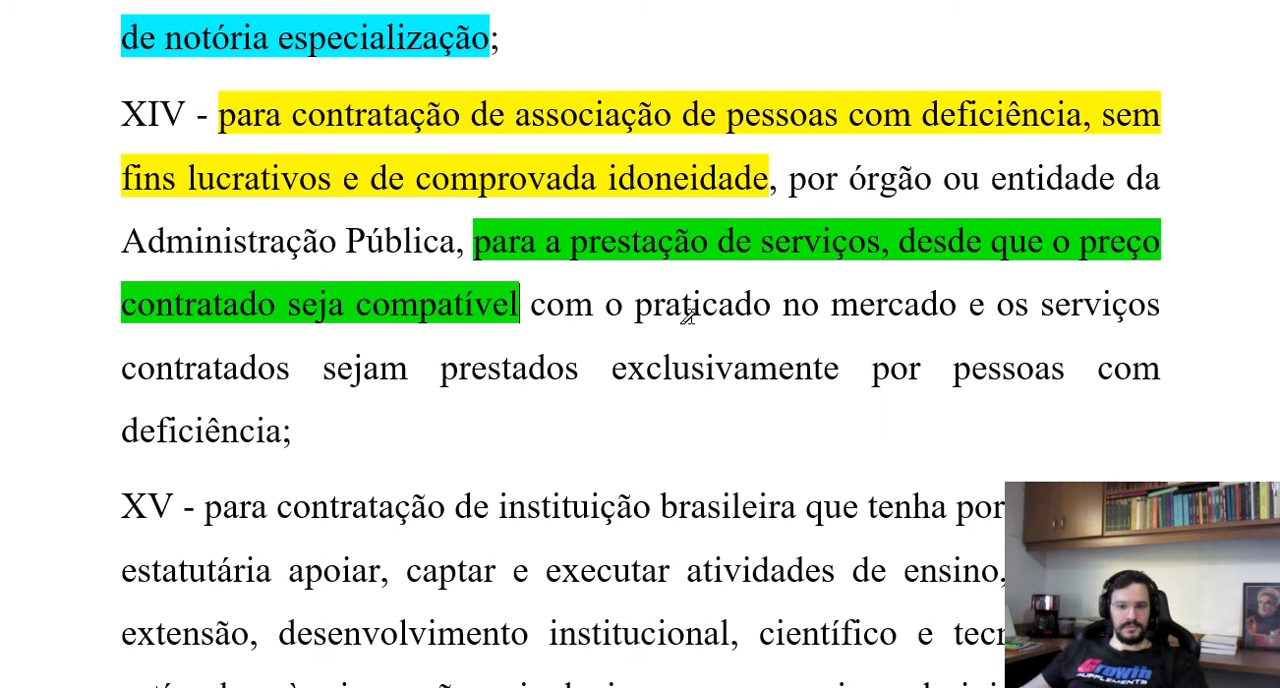 de notória especialização;
XIV - para contratação de associação de pessoas com deficiência, sem
fins lucrativos e de comprovada idoneidade, por órgão ou entidade da
Administração Pública, para a prestação de serviços, desde que o preço
contratado seja compatível com o praticado no mercado e os serviços
contratados sejam prestados exclusivamente por pessoas com
deficiência;
XV - para contratação de instituição brasileira que tenha por
estatutária apoiar, captar e executar atividades de ensino,
extensão, desenvolvimento institucional, científico e
Growth
SUPPLEMENTS